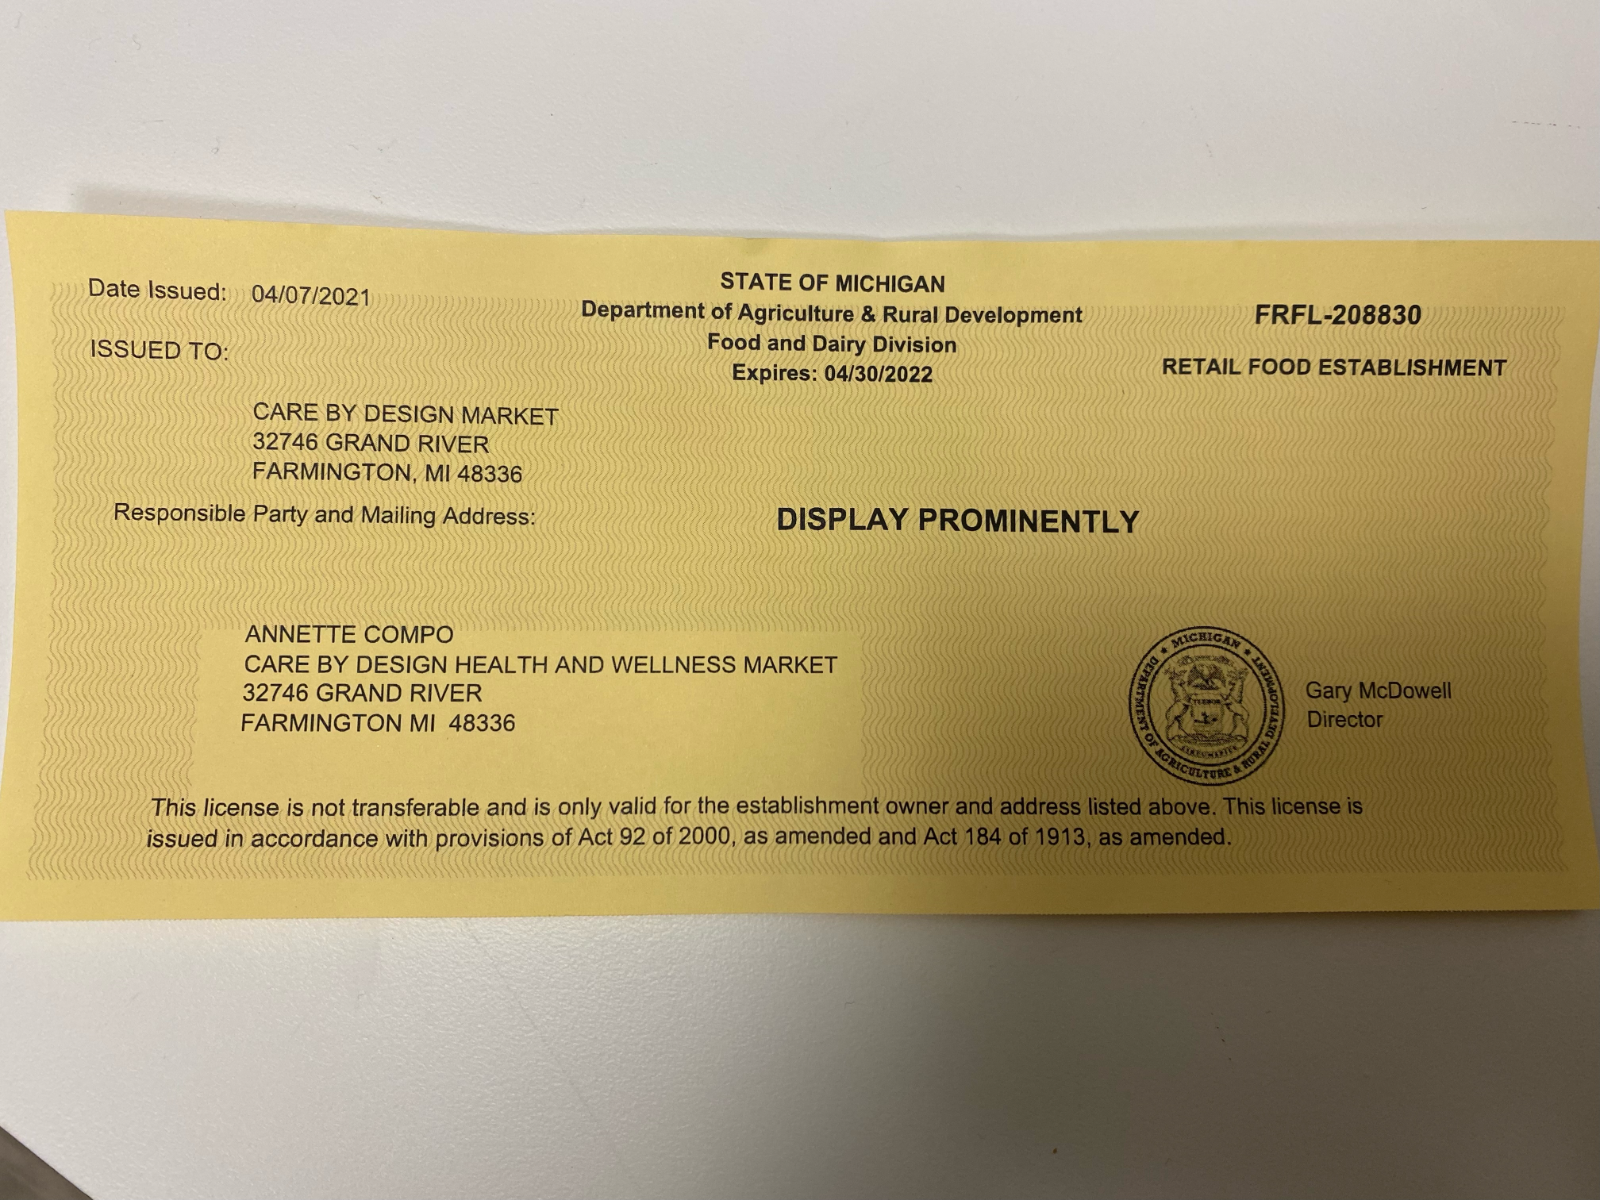 Date Issued: 04/07/2021
STATE OF MICHIGAN
Department of Agriculture & Rural Development
Food and Dairy Division
Expires: 04/30/2022
FRFL-208830
RETAIL FOOD ESTABLISHMENT
ISSUED TO:
CARE BY DESIGN MARKET
32746 GRAND RIVER
FARMINGTON, MI 48336
Responsible Party and Mailing Address:
DISPLAY PROMINENTLY
ANNETTE COMPO
CARE BY DESIGN HEALTH AND WELLNESS MARKET
32746 GRAND RIVER
FARMINGTON MI 48336
MICHIGAN
DEPARTMENT OF AGRICULTURE & RURAL DEVELOPMENT
Gary McDowell
Director
This license is not transferable and is only valid for the establishment owner and address listed above. This license is
issued in accordance with provisions of Act 92 of 2000, as amended and Act 184 of 1913, as amended.